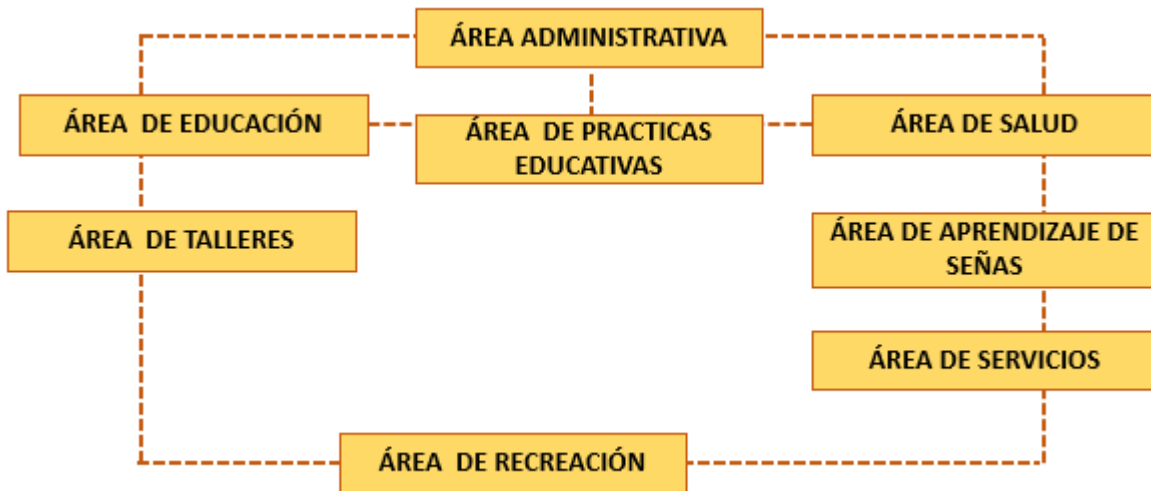 ÁREA ADMINISTRATIVA
ÁREA DE EDUCACIÓN
ÁREA DE PRACTICAS
EDUCATIVAS
ÁREA DE SALUD
ÁREA DE TALLERES
ÁREA DE APRENDIZAJE DE
SEÑAS
ÁREA DE SERVICIOS
ÁREA DE RECREACIÓN